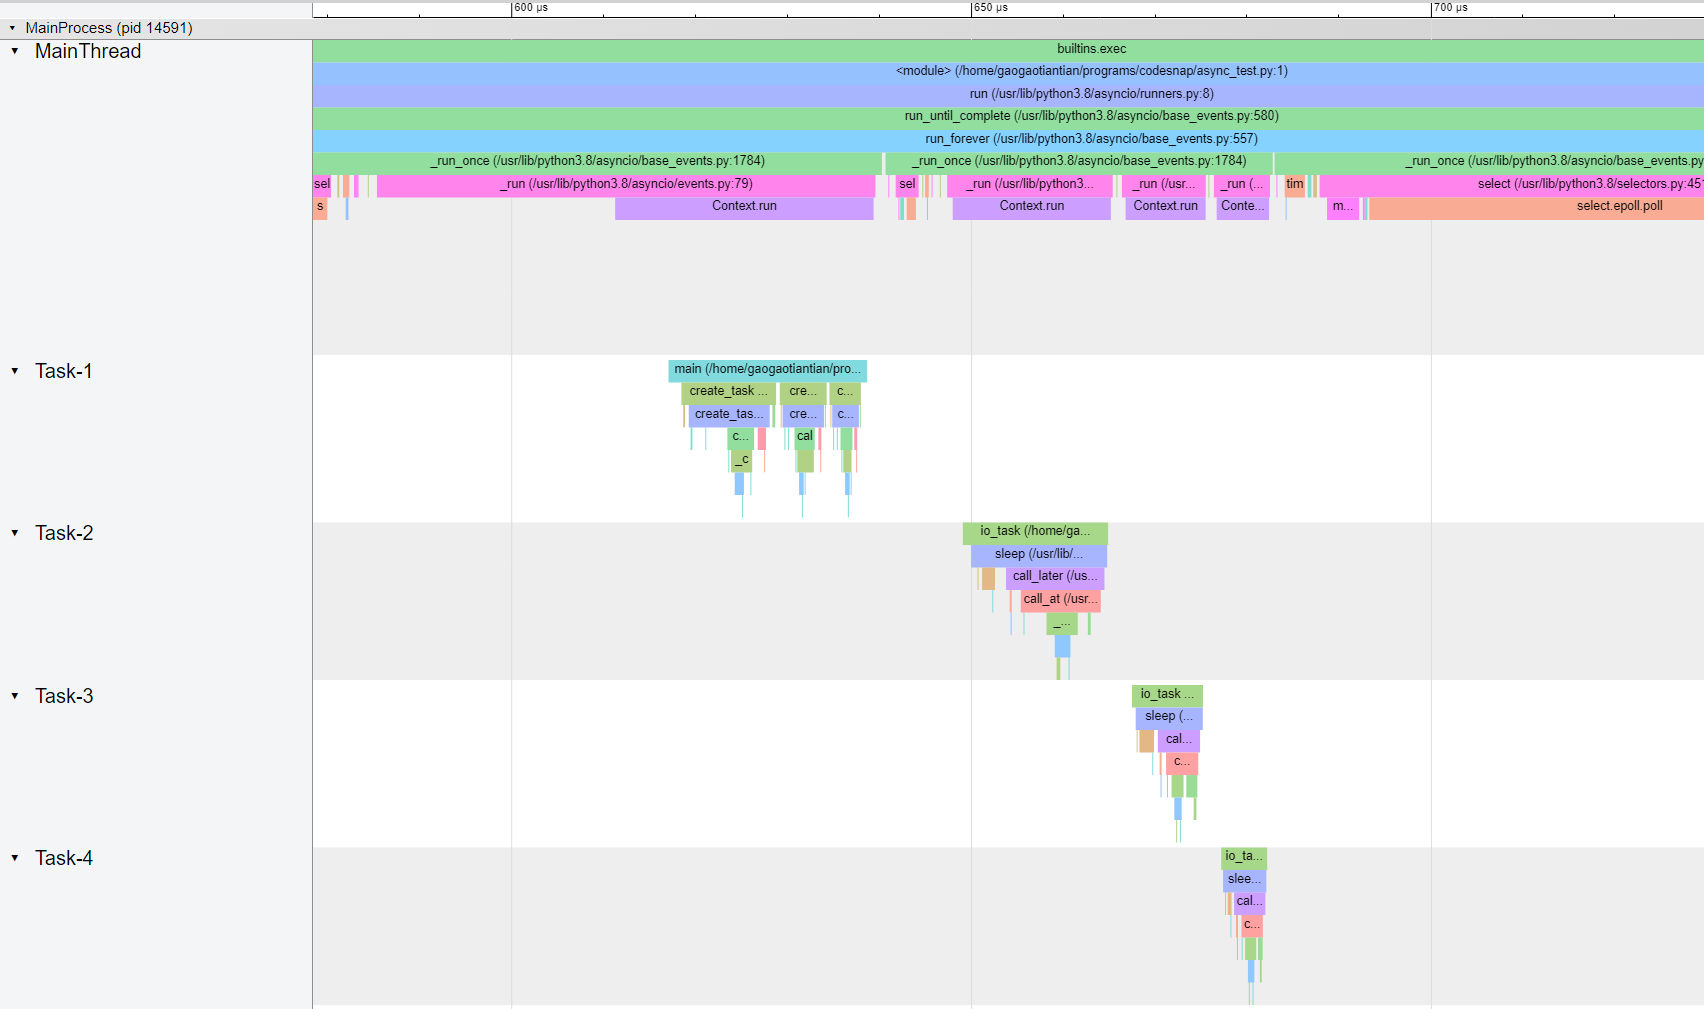 600 µs 650 µs 700 µs
MainProcess (pid 14591)
MainThread
builtins.exec
<module> (/home/gaogaotiantian/programs/codesnap/async_test.py:1)
run (/usr/lib/python3.8/asyncio/runners.py:8)
run_until_complete (/usr/lib/python3.8/asyncio/base_events.py:580)
run_forever (/usr/lib/python3.8/asyncio/base_events.py:557)
_run_once (/usr/lib/python3.8/asyncio/base_events.py:1784) _run_once (/usr/lib/python3.8/asyncio/base_events.py:1784) _run_once (/usr/lib/python3.8/asyncio/base_events.py
sel _run (/usr/lib/python3.8/asyncio/events.py:79) sel _run (/usr/lib/python3... _run (/usr... _run (... tim select (/usr/lib/python3.8/selectors.py:451
s Context.run Context.run Context.run Conte... m... select.epoll.poll
Task-1
main (/home/gaogaotiantian/pro...
create_task ... cre... c...
create_tas... cre... c...
c... cal
_c
Task-2
io_task (/home/ga...
sleep (/usr/lib/...
call_later (/us...
call_at (/usr...
_...
Task-3
io_task ...
sleep (...
cal...
c...
Task-4
io_ta...
slee...
cal...
c...